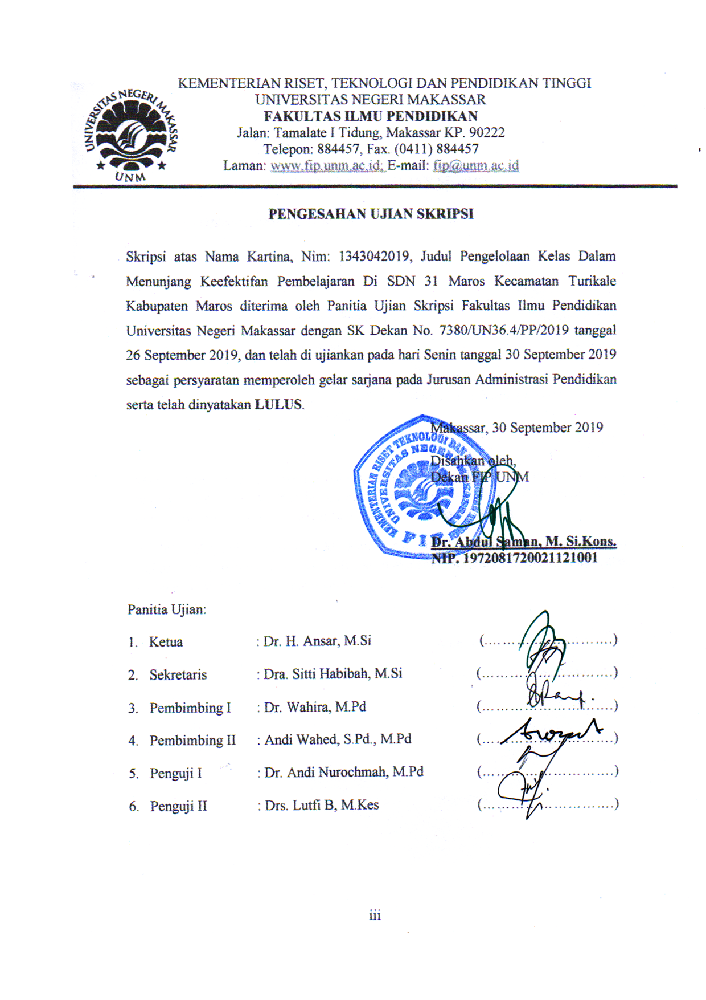 KEMENTERIAN RISET, TEKNOLOGI DAN PENDIDIKAN TINGGI
UNIVERSITAS NEGERI MAKASSAR
FAKULTAS ILMU PENDIDIKAN
Jalan: Tamalate I Tidung, Makassar KP. 90222
Telepon: 884457, Fax. (0411) 884457
Laman: www.fip.unm.ac.id; E-mail: fip@unm.ac.id
UNIVERSITAS NEGERI MAKASSAR
UNM
PENGESAHAN UJIAN SKRIPSI
Skripsi atas Nama Kartina, Nim: 1343042019, Judul Pengelolaan Kelas Dalam
Menunjang Keefektifan Pembelajaran Di SDN 31 Maros Kecamatan Turikale
Kabupaten Maros diterima oleh Panitia Ujian Skripsi Fakultas Ilmu Pendidikan
Universitas Negeri Makassar dengan SK Dekan No. 7380/UN36.4/PP/2019 tanggal
26 September 2019, dan telah di ujiankan pada hari Senin tanggal 30 September 2019
sebagai persyaratan memperoleh gelar sarjana pada Jurusan Administrasi Pendidikan
serta telah dinyatakan LULUS.
Makassar, 30 September 2019
Disahkan oleh,
Dekan FIP UNM
KEMENTERIAN RISET TEKNOLOGI DAN
UNIVERSITAS NEGERI
FIP
Dr. Abdul Saman, M. Si.Kons.
NIP. 1972081720021121001
Panitia Ujian:
1. Ketua : Dr. H. Ansar, M.Si (..............................)
2. Sekretaris : Dra. Sitti Habibah, M.Si (..............................)
3. Pembimbing I : Dr. Wahira, M.Pd (..............................)
4. Pembimbing II : Andi Wahed, S.Pd., M.Pd (..............................)
5. Penguji I : Dr. Andi Nurochmah, M.Pd (..............................)
6. Penguji II : Drs. Lutfi B, M.Kes (..............................)
iii